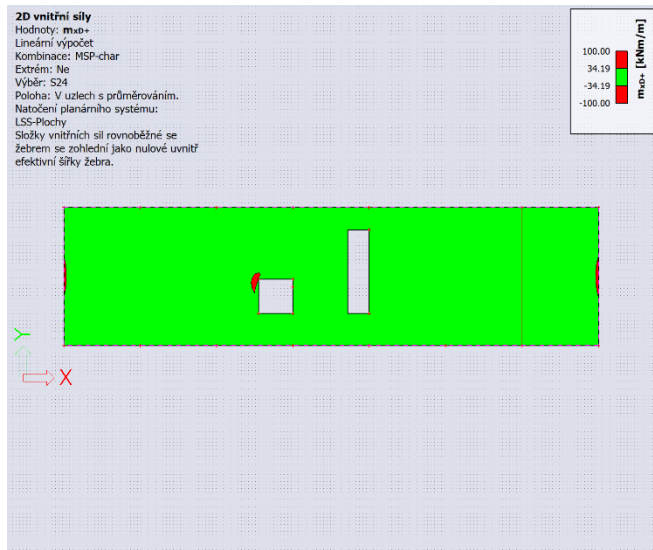 2D vnitřní síly
Hodnoty: mxD+
Lineární výpočet
Kombinace: MSP-char
Extrém: Ne
Výběr: S24
Poloha: V uzlech s průměrováním.
Natočení planárního systému:
LSS-Plochy
Složky vnitřních sil rovnoběžné se
žebrem se zohlední jako nulové uvnitř
efektivní šířky žebra.
100.00
34.19
-34.19
-100.00
mxD+ [kNm/m]
Y
X